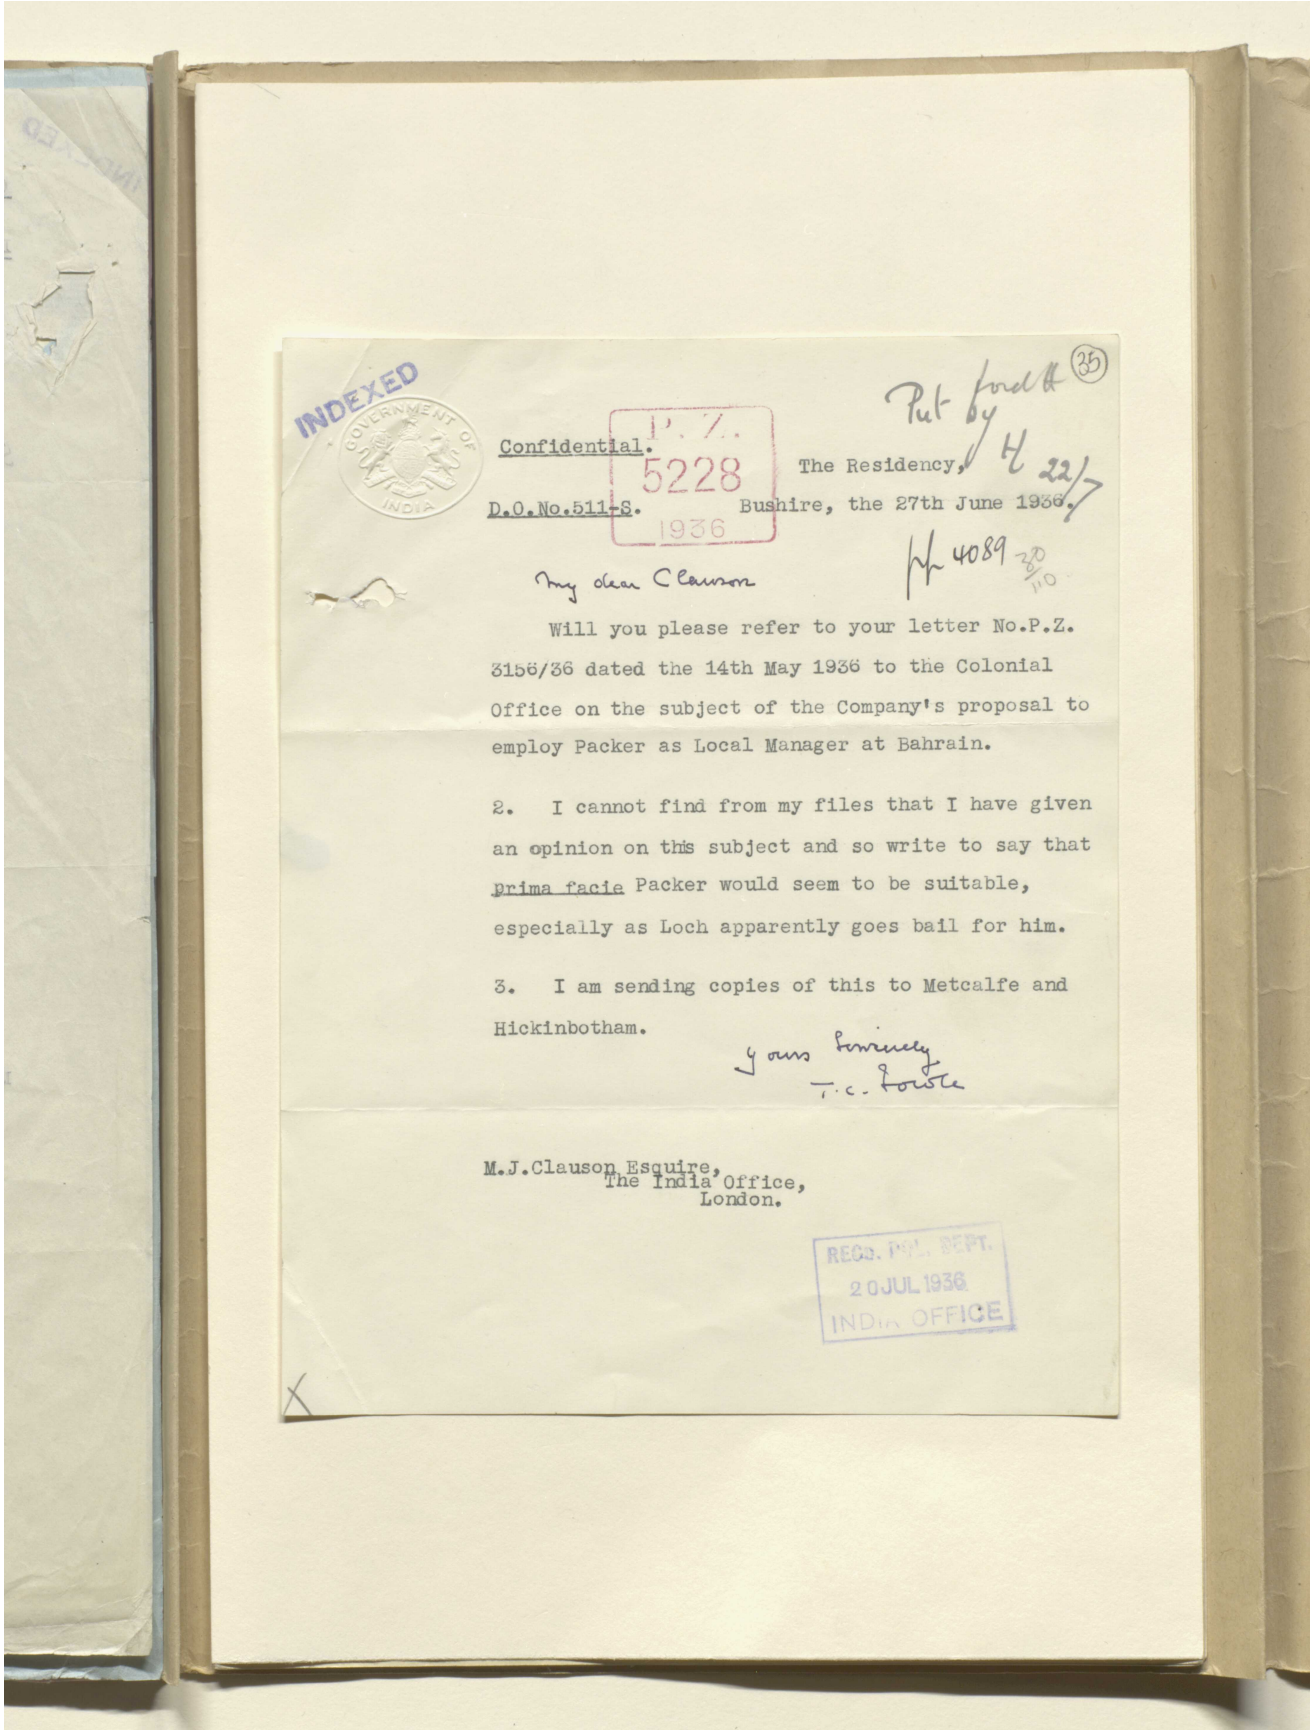 INDEXED
GOVERNMENT OF
INDIA
35
Put by
H 22/7
P.Z.
5228
1936
Confidential.
The Residency,
D.O.No.511-S.
Bushire, the 27th June 1936.
pp 4089
My dear Clauson
Will you please refer to your letter No.P.Z.
3156/36 dated the 14th May 1936 to the Colonial
Office on the subject of the Company's proposal to
employ Packer as Local Manager at Bahrain.
2. I cannot find from my files that I have given
an opinion on this subject and so write to say that
prima facie Packer would seem to be suitable,
especially as Loch apparently goes bail for him.
3. I am sending copies of this to Metcalfe and
Hickinbotham.
Yours Sincerely
T.C. Fowle
M.J.Clauson Esquire,
The India Office,
London.
RECD. POL. DEPT.
20 JUL 1936
INDIA OFFICE
X
INDEXED